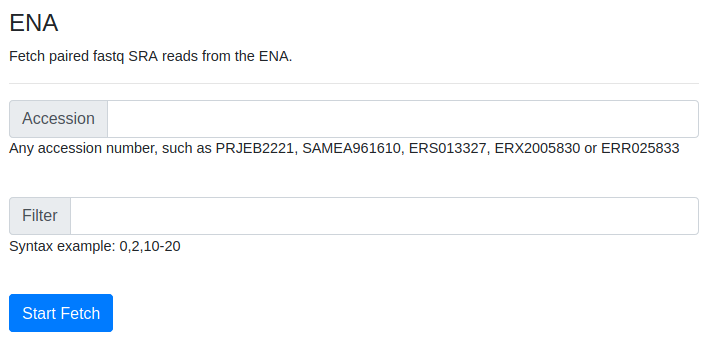 ENA
Fetch paired fastq SRA reads from the ENA.
Accession
Any accession number, such as PRJEB2221, SAMEA961610, ERS013327, ERX2005830 or ERR025833
Filter
Syntax example: 0,2,10-20
Start Fetch